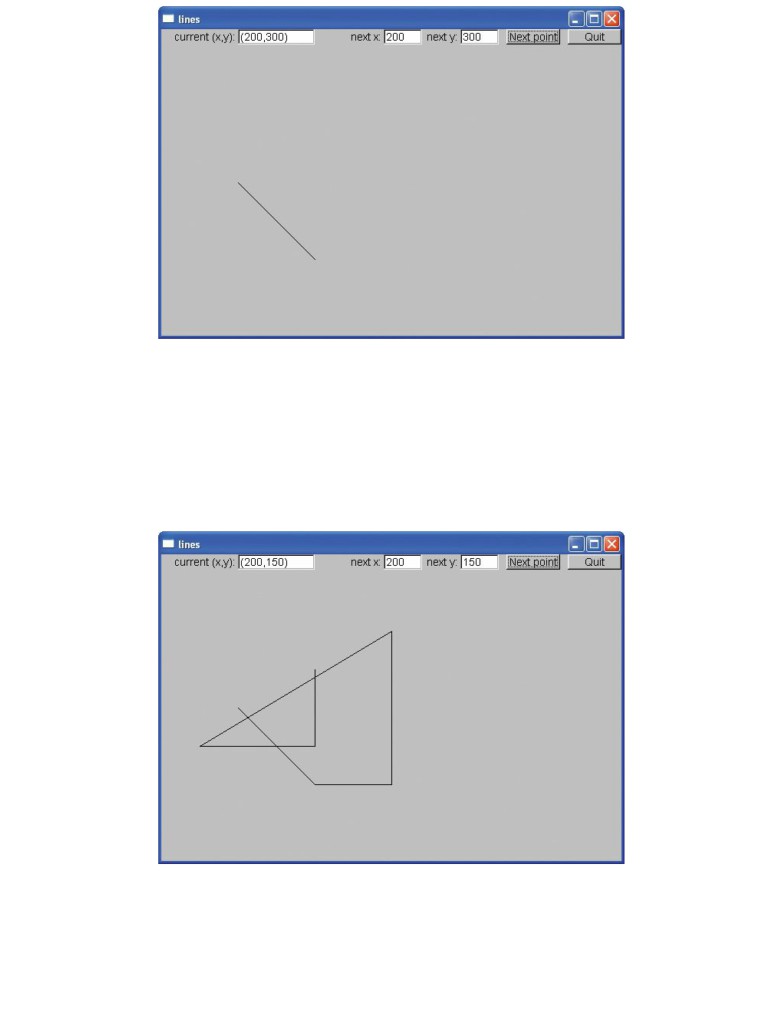 lines
current (x,y): (200,300) next x: 200 next y: 300 Next point Quit
lines
current (x,y): (200,150) next x: 200 next y: 150 Next point Quit